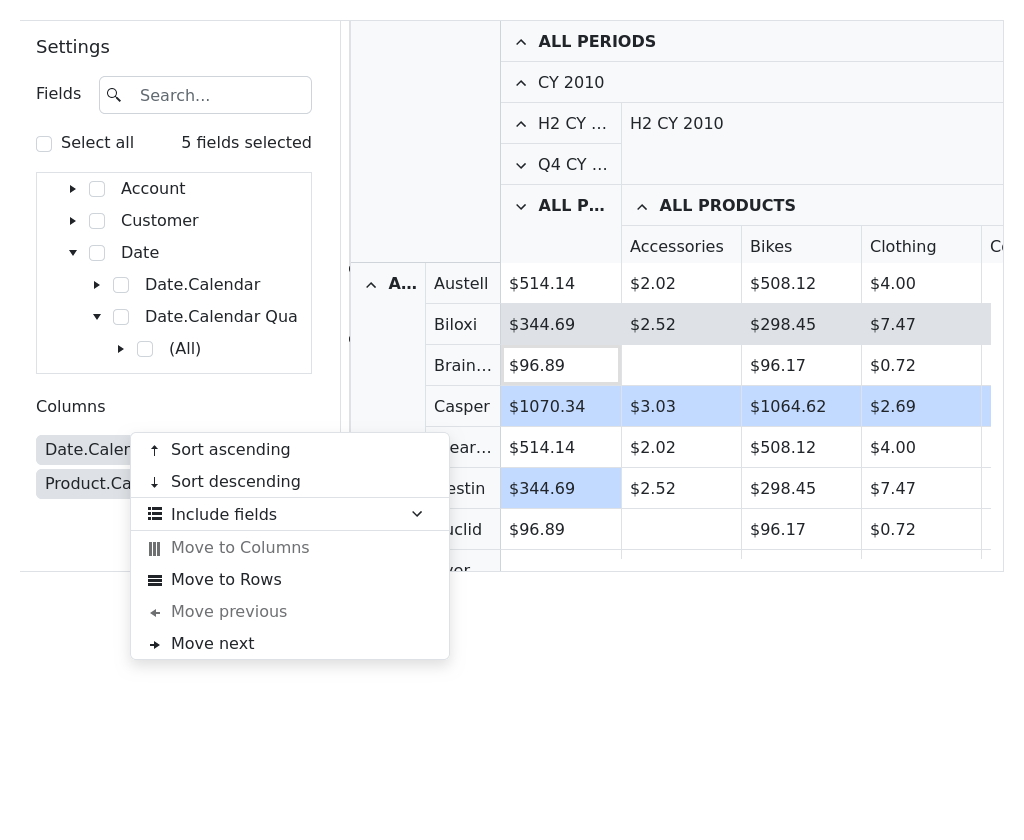 Settings
Fields
Search...
Select all
5 fields selected
Account
Customer
Date
Date.Calendar
Date.Calendar Qua
(All)
Columns
Date.Calen
Product.Ca
Sort ascending
Sort descending
Include fields
Move to Columns
Move to Rows
Move previous
Move next
ALL PERIODS
CY 2010
H2 CY ... H2 CY 2010
Q4 CY ...
ALL P... ALL PRODUCTS
Accessories Bikes Clothing
A... Austell $514.14 $2.02 $508.12 $4.00
Biloxi $344.69 $2.52 $298.45 $7.47
Brain... $96.89 $96.17 $0.72
Casper $1070.34 $3.03 $1064.62 $2.69
ear... $514.14 $2.02 $508.12 $4.00
estin $344.69 $2.52 $298.45 $7.47
uclid $96.89 $96.17 $0.72